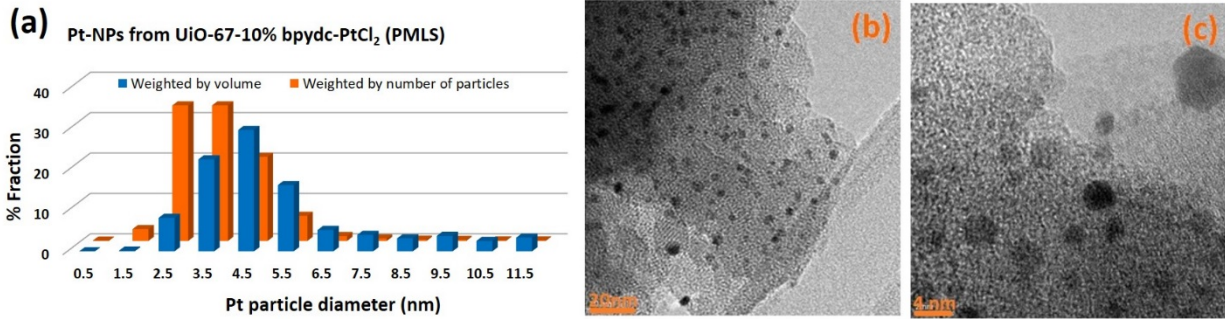 (a)
Pt-NPs from UiO-67-10% bpydc-PtCl₂ (PMLS)
Weighted by volume
Weighted by number of particles
% Fraction
40
30
20
10
0
0.5 1.5 2.5 3.5 4.5 5.5 6.5 7.5 8.5 9.5 10.5 11.5
Pt particle diameter (nm)
(b)
20nm
(c)
4 nm